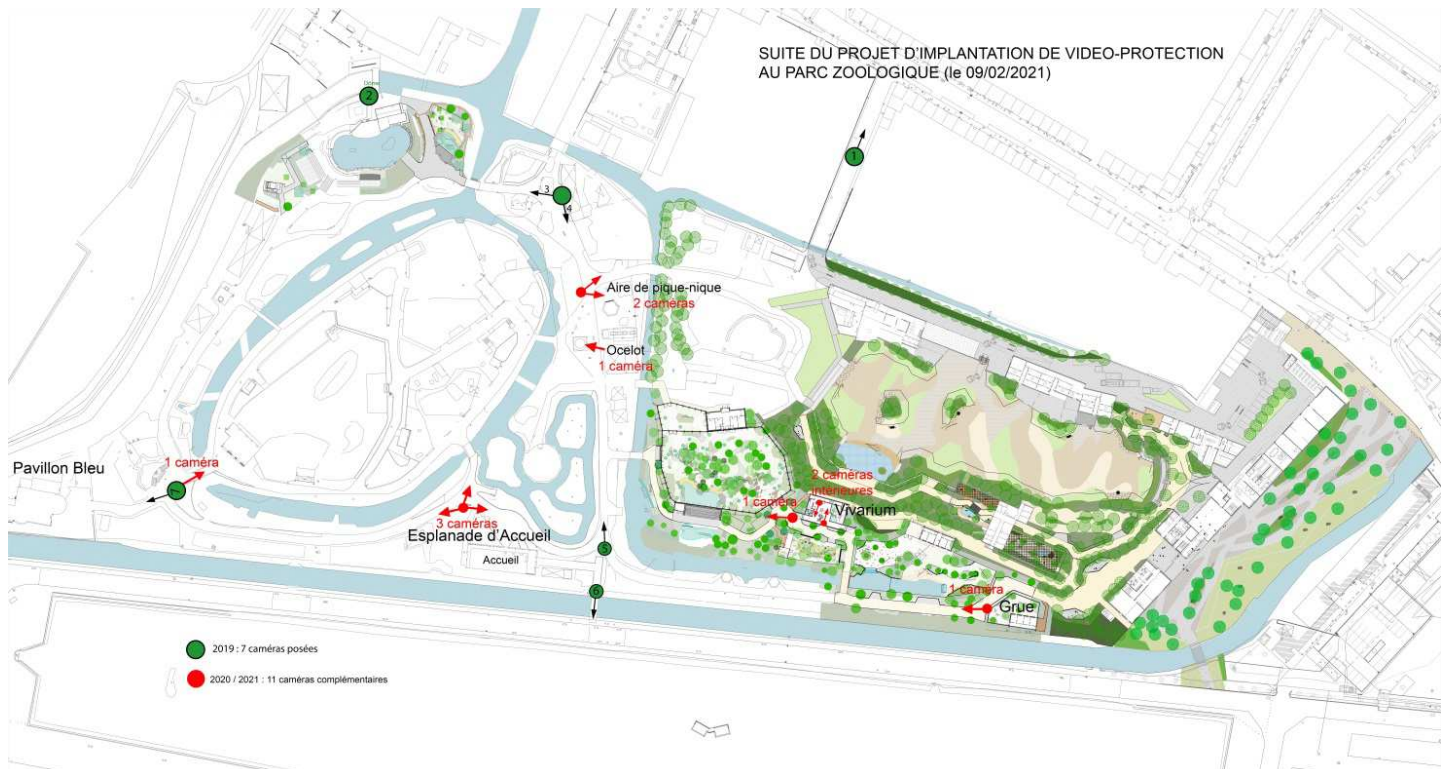 SUITE DU PROJET D'IMPLANTATION DE VIDEO-PROTECTION
AU PARC ZOOLOGIQUE (le 09/02/2021)
Dôme
2
1
3
4
Aire de pique-nique
2 caméras
Ocelot
1 caméra
Pavillon Bleu
1 caméra
7
3 caméras
Esplanade d'Accueil
Accueil
5
6
2 caméras
intérieures
1 caméra
Vivarium
1 caméra
Grue
2019 : 7 caméras posées
2020 / 2021 : 11 caméras complémentaires